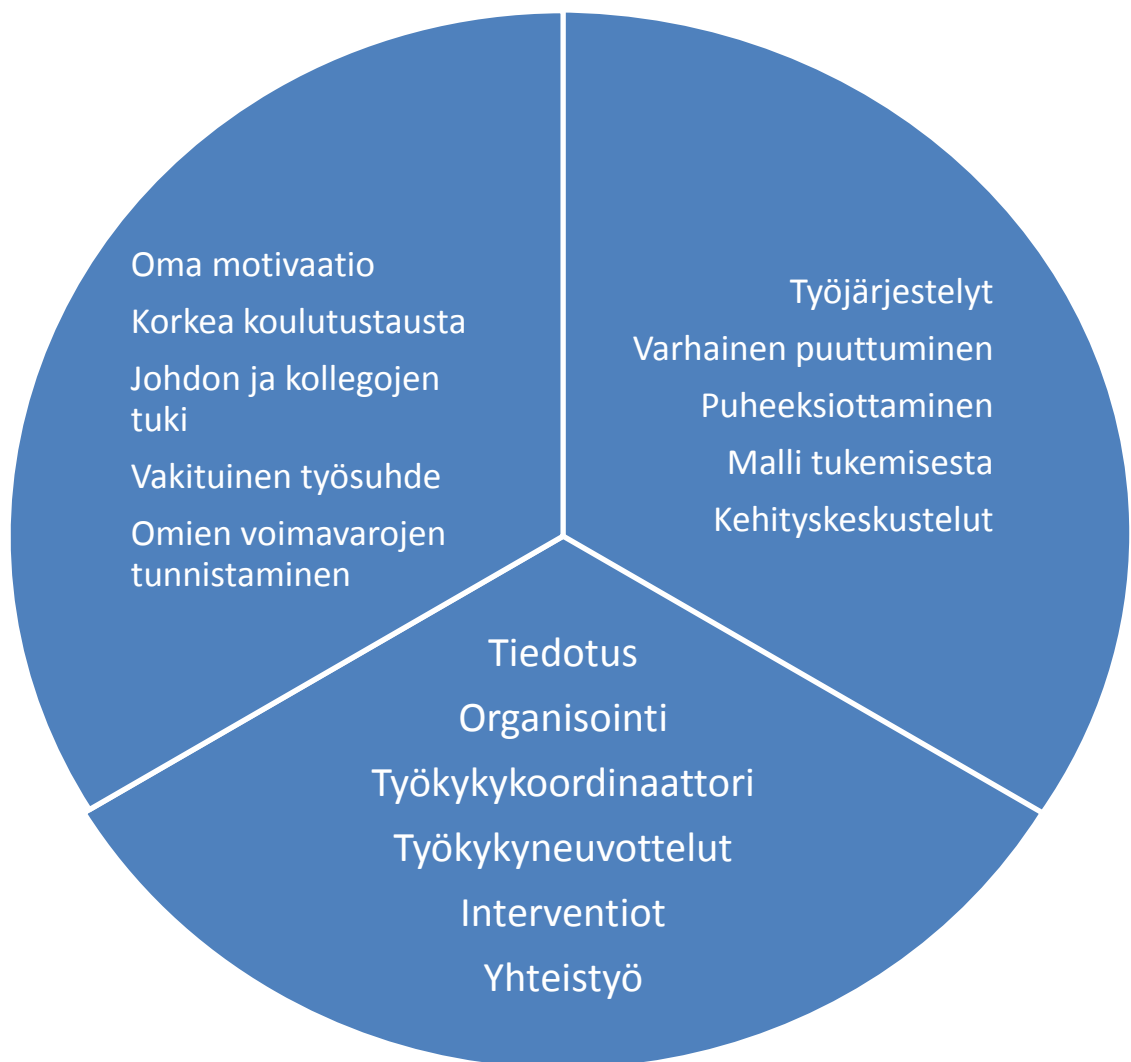 Oma motivaatio
Korkea koulutustausta
Johdon ja kollegojen
tuki
Vakituinen työsuhde
Omien voimavarojen
tunnistaminen
Työjärjestelyt
Varhainen puuttuminen
Puheeksiottaminen
Malli tukemisesta
Kehityskeskustelut
Tiedotus
Organisointi
Työkykykoordinaattori
Työkykyneuvottelut
Interventiot
Yhteistyö